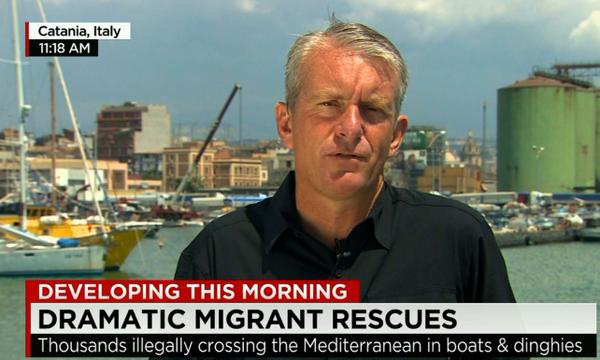 Catania, Italy
11:18 AM
DEVELOPING THIS MORNING
DRAMATIC MIGRANT RESCUES
Thousands illegally crossing the Mediterranean in boats & dinghies